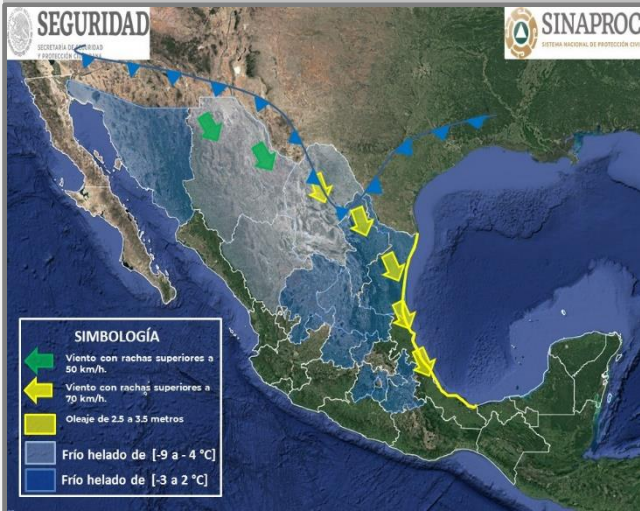 SEGURIDAD
SECRETARÍA DE SEGURIDAD
Y PROTECCIÓN CIUDADANA
SINAPROC
SISTEMA NACIONAL DE PROTECCIÓN CIVIL
SIMBOLOGÍA
Viento con rachas superiores a
50 km/h.
Viento con rachas superiores a
70 km/h.
Oleaje de 2.5 a 3.5 metros
Frío helado de [-9 a - 4 °C]
Frío helado de [-3 a 2 °C]